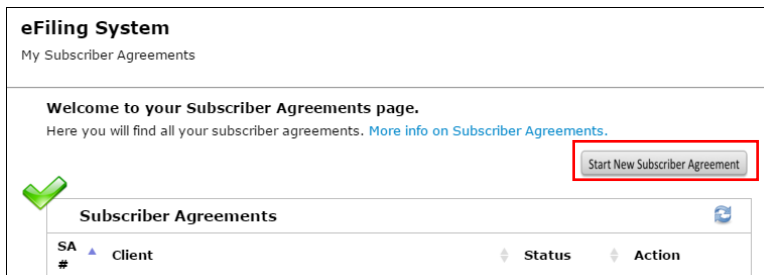 eFiling System
My Subscriber Agreements
Welcome to your Subscriber Agreements page.
Here you will find all your subscriber agreements. More info on Subscriber Agreements.
Start New Subscriber Agreement
Subscriber Agreements
SA # Client Status Action